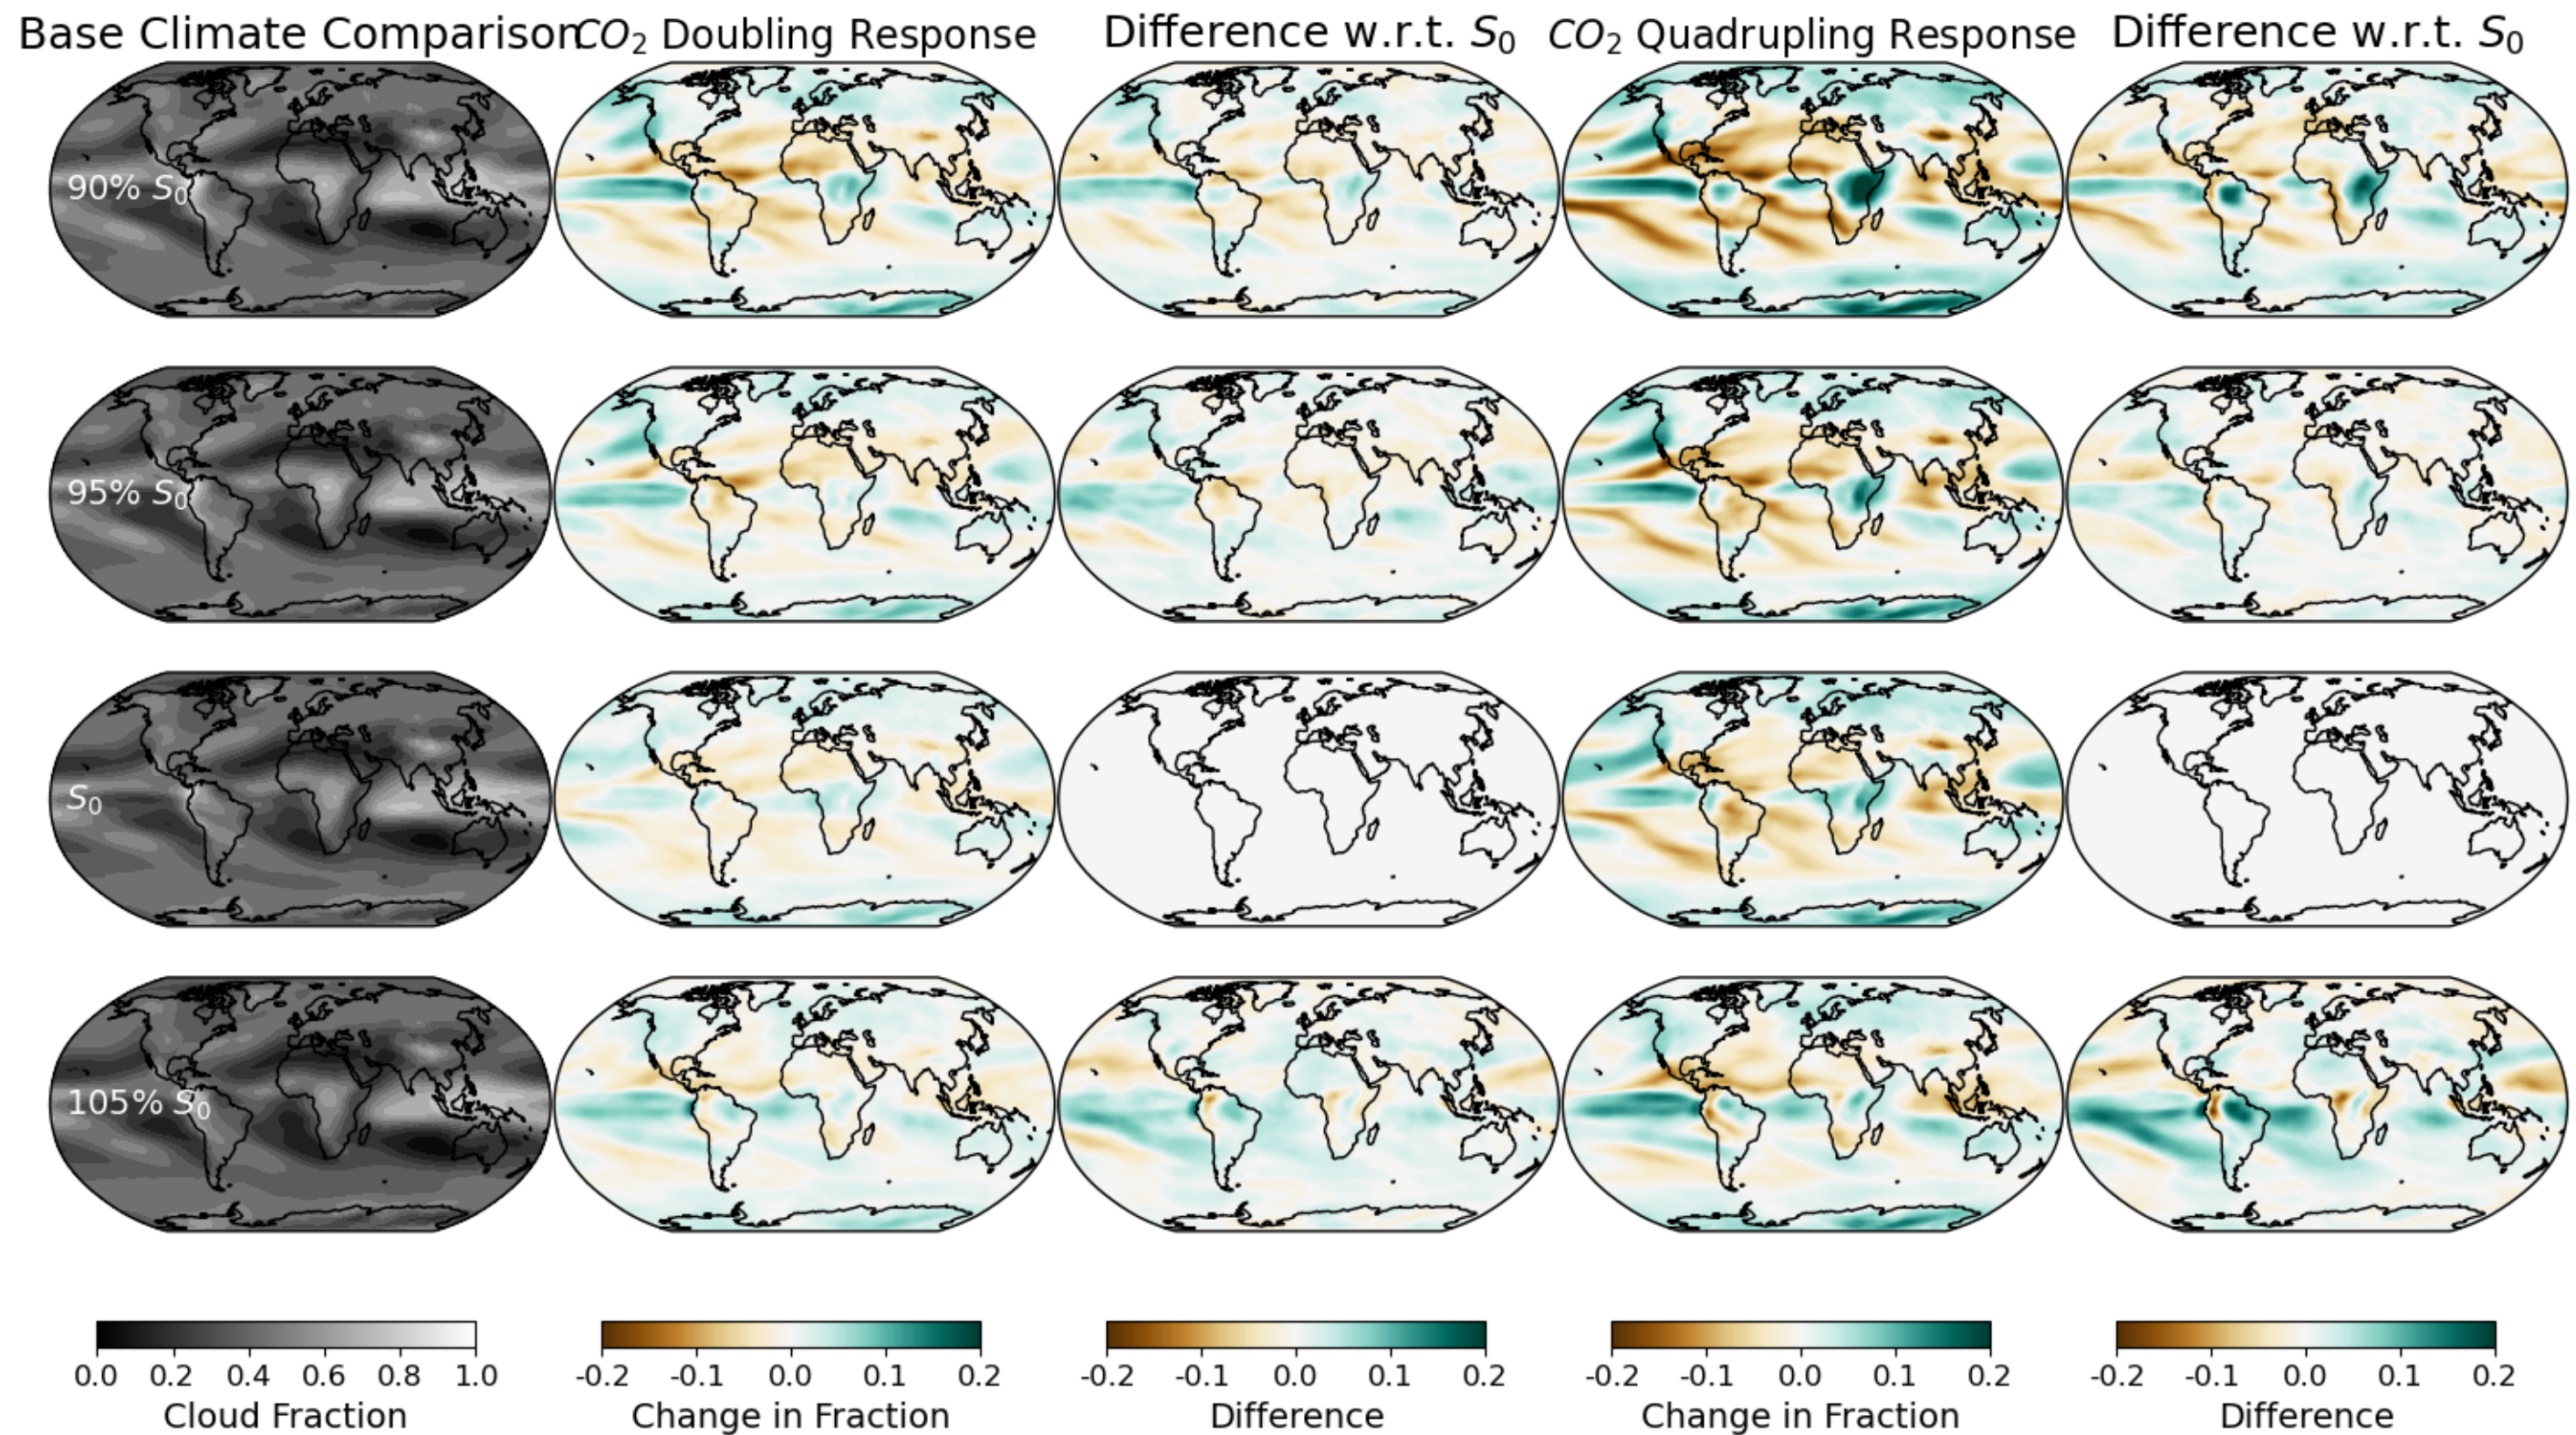 Base Climate Comparison
CO₂ Doubling Response
Difference w.r.t. S₀
CO₂ Quadrupling Response
Difference w.r.t. S₀
90% S₀
95% S₀
S₀
105% S₀
0.0 0.2 0.4 0.6 0.8 1.0
Cloud Fraction
-0.2 -0.1 0.0 0.1 0.2
Change in Fraction
-0.2 -0.1 0.0 0.1 0.2
Difference
-0.2 -0.1 0.0 0.1 0.2
Change in Fraction
-0.2 -0.1 0.0 0.1 0.2
Difference